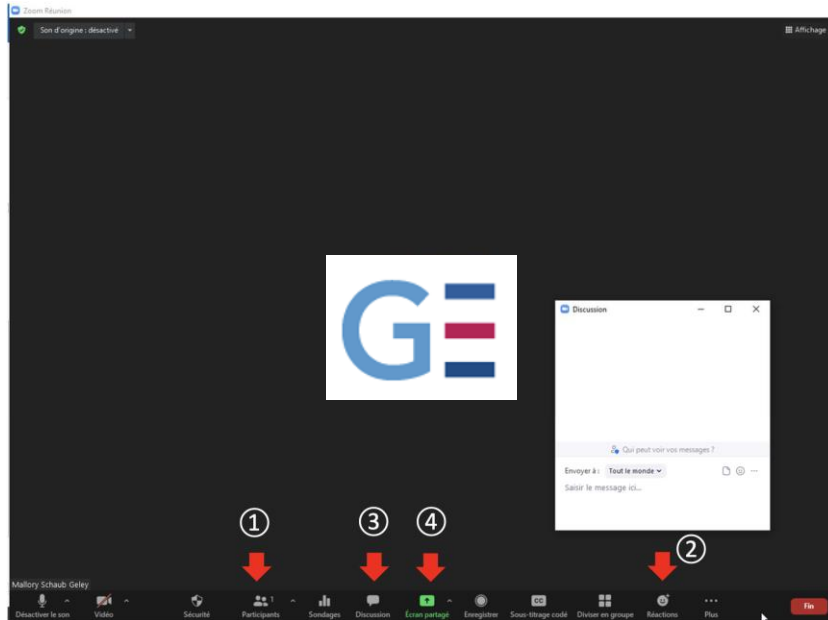 Zoom Réunion
Son d'origine : désactivé
Affichage
GE
Discussion
Qui peut voir vos messages ?
Envoyer à : Tout le monde
Saisir le message ici...
① ③ ④ ②
Mallory Schaub Geley
1
Désactiver le son Vidéo Sécurité Participants Sondages Discussion Écran partagé Enregistrer CC Sous-titrage codé Diviser en groupe Réactions Plus Fin